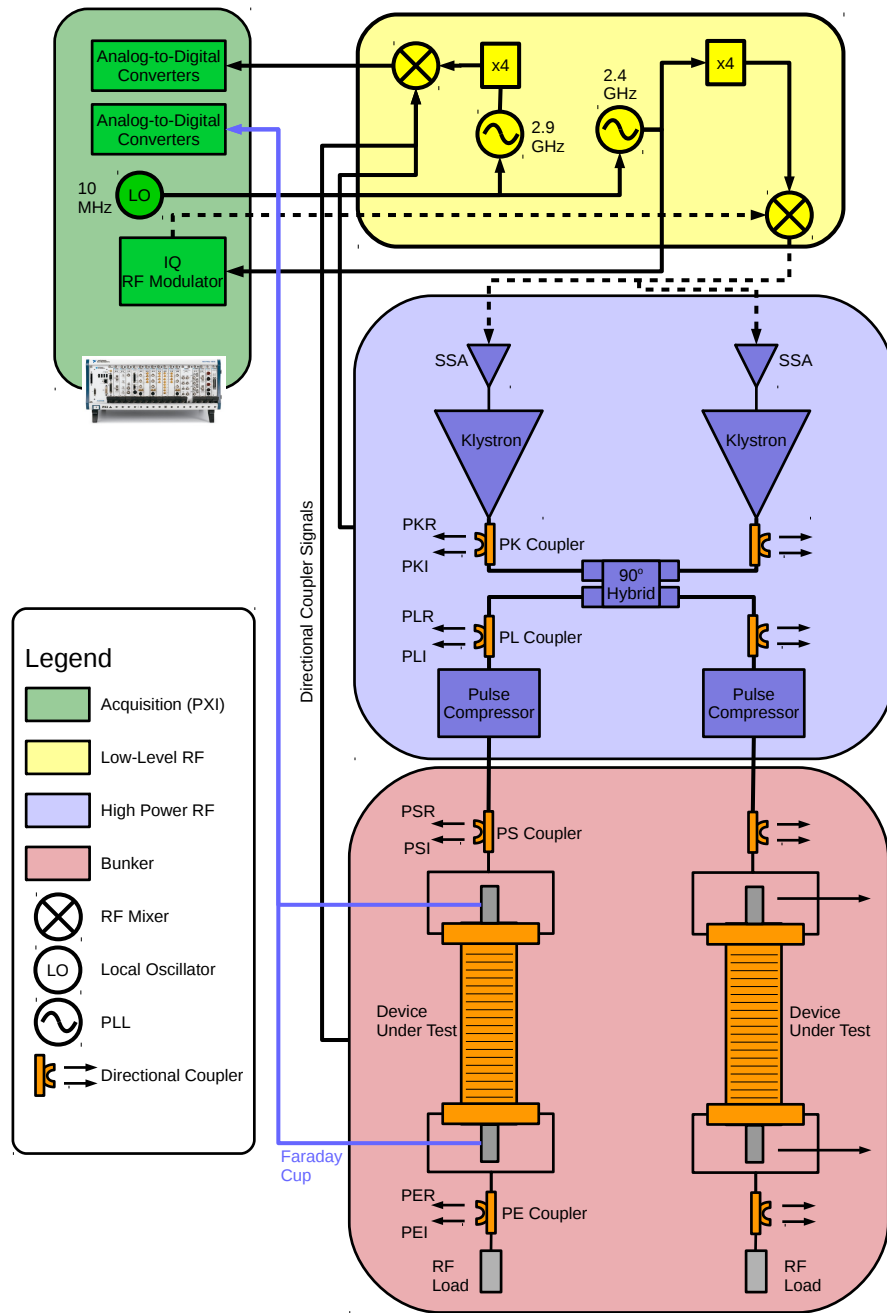 Analog-to-Digital
Converters
Analog-to-Digital
Converters
10
MHz
LO
IQ
RF Modulator
x4
2.9
GHz
2.4
GHz
x4
SSA
SSA
Klystron
Klystron
PKR
PKI
PK Coupler
90o
Hybrid
PLR
PLI
PL Coupler
Pulse
Compressor
Pulse
Compressor
Directional Coupler Signals
PSR
PSI
PS Coupler
Device
Under Test
Device
Under Test
Faraday
Cup
PER
PEI
PE Coupler
RF
Load
RF
Load
Legend
Acquisition (PXI)
Low-Level RF
High Power RF
Bunker
RF Mixer
LO
Local Oscillator
PLL
Directional Coupler